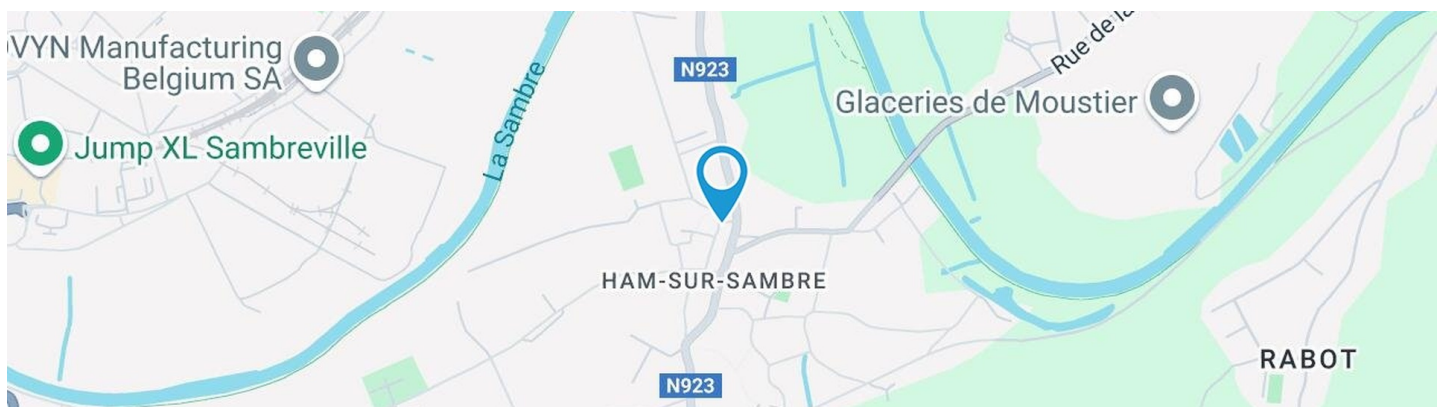 OVYN Manufacturing
Belgium SA
Jump XL Sambreville
La Sambre
N923
Rue de la
Glaceries de Moustier
HAM-SUR-SAMBRE
RABOT
N923